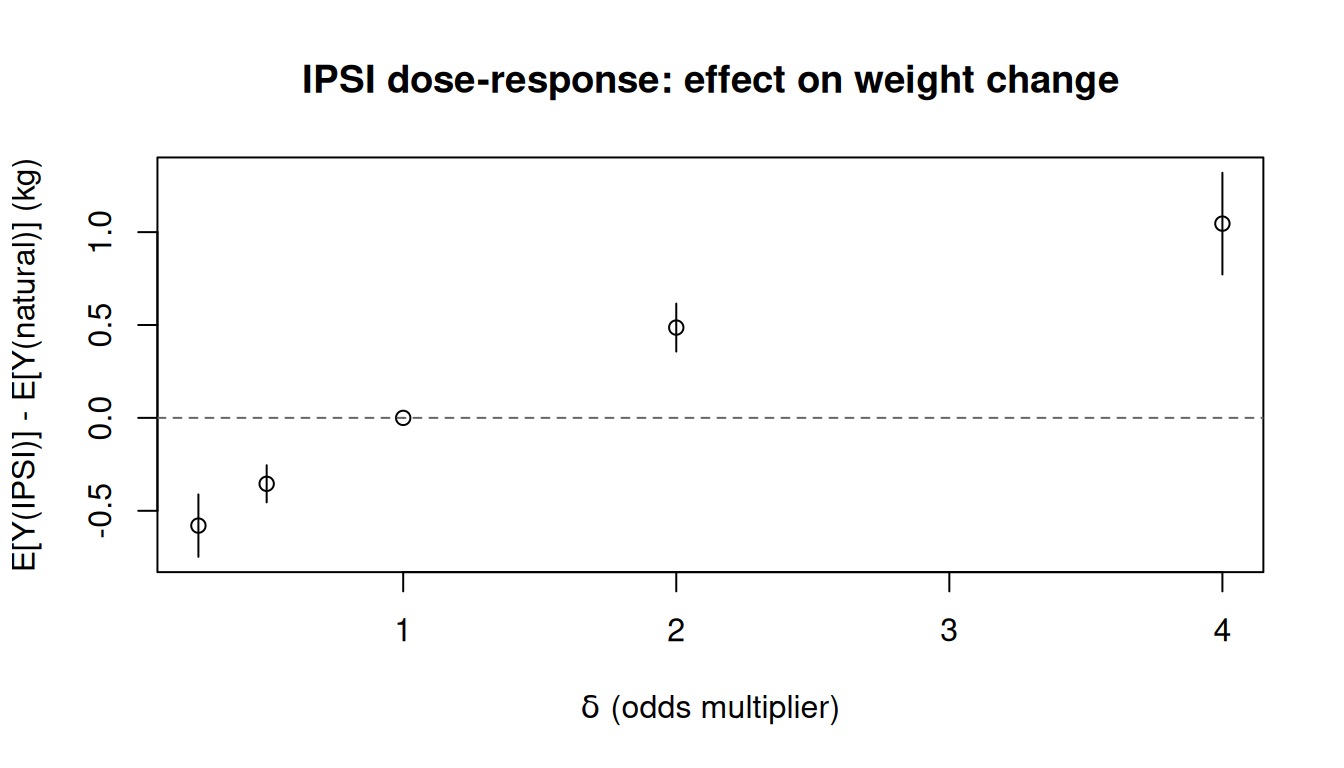 IPSI dose-response: effect on weight change
E[Y(IPSI)] - E[Y(natural)] (kg)
1.0
0.5
0.0
-0.5
1 2 3 4
δ (odds multiplier)